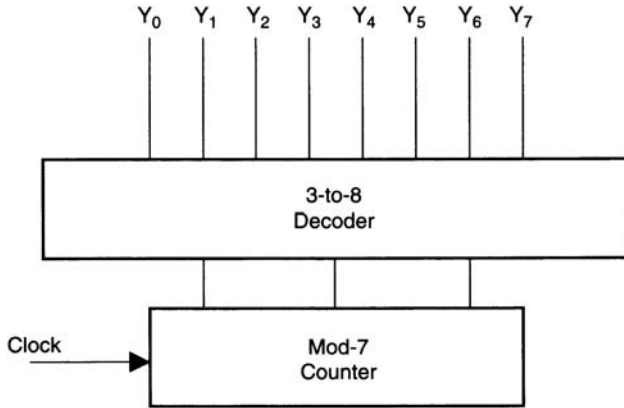 Y0 Y1 Y2 Y3 Y4 Y5 Y6 Y7
3-to-8
Decoder
Clock
Mod-7
Counter